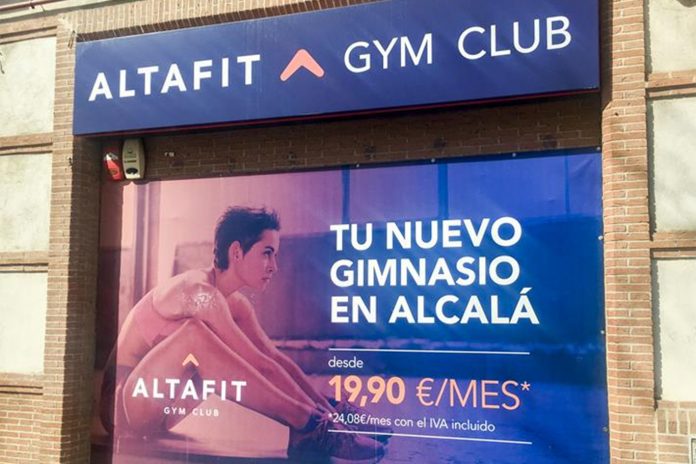 ALTAFIT GYM CLUB
TU NUEVO
GIMNASIO
EN ALCALÁ
desde
19,90 €/MES*
*24,08€/mes con el IVA incluido
ALTAFIT
GYM CLUB